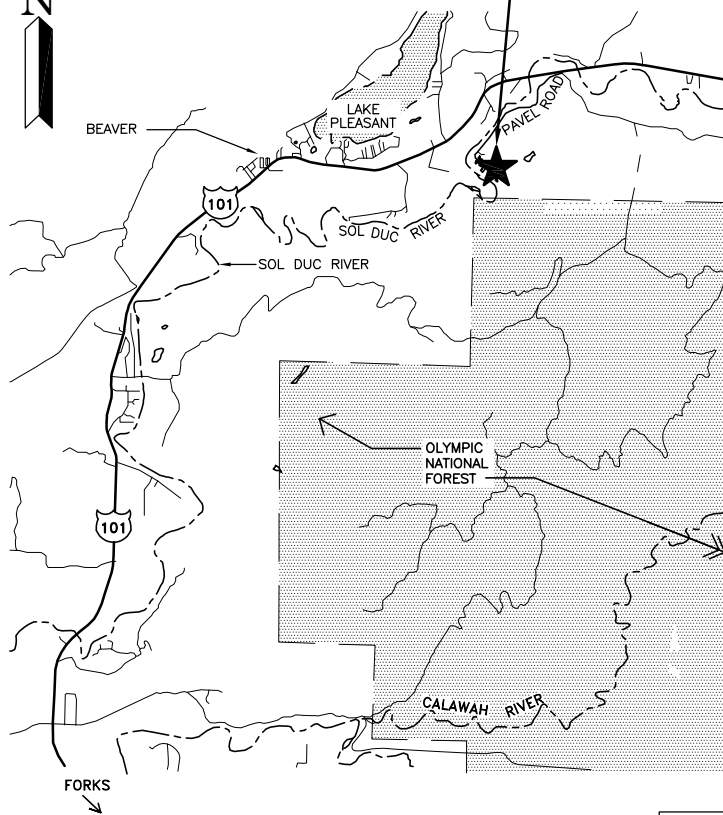 N
LAKE
PLEASANT
BEAVER
PAVEL ROAD
101
SOL DUC RIVER
SOL DUC RIVER
OLYMPIC
NATIONAL
FOREST
101
CALAWAH RIVER
FORKS